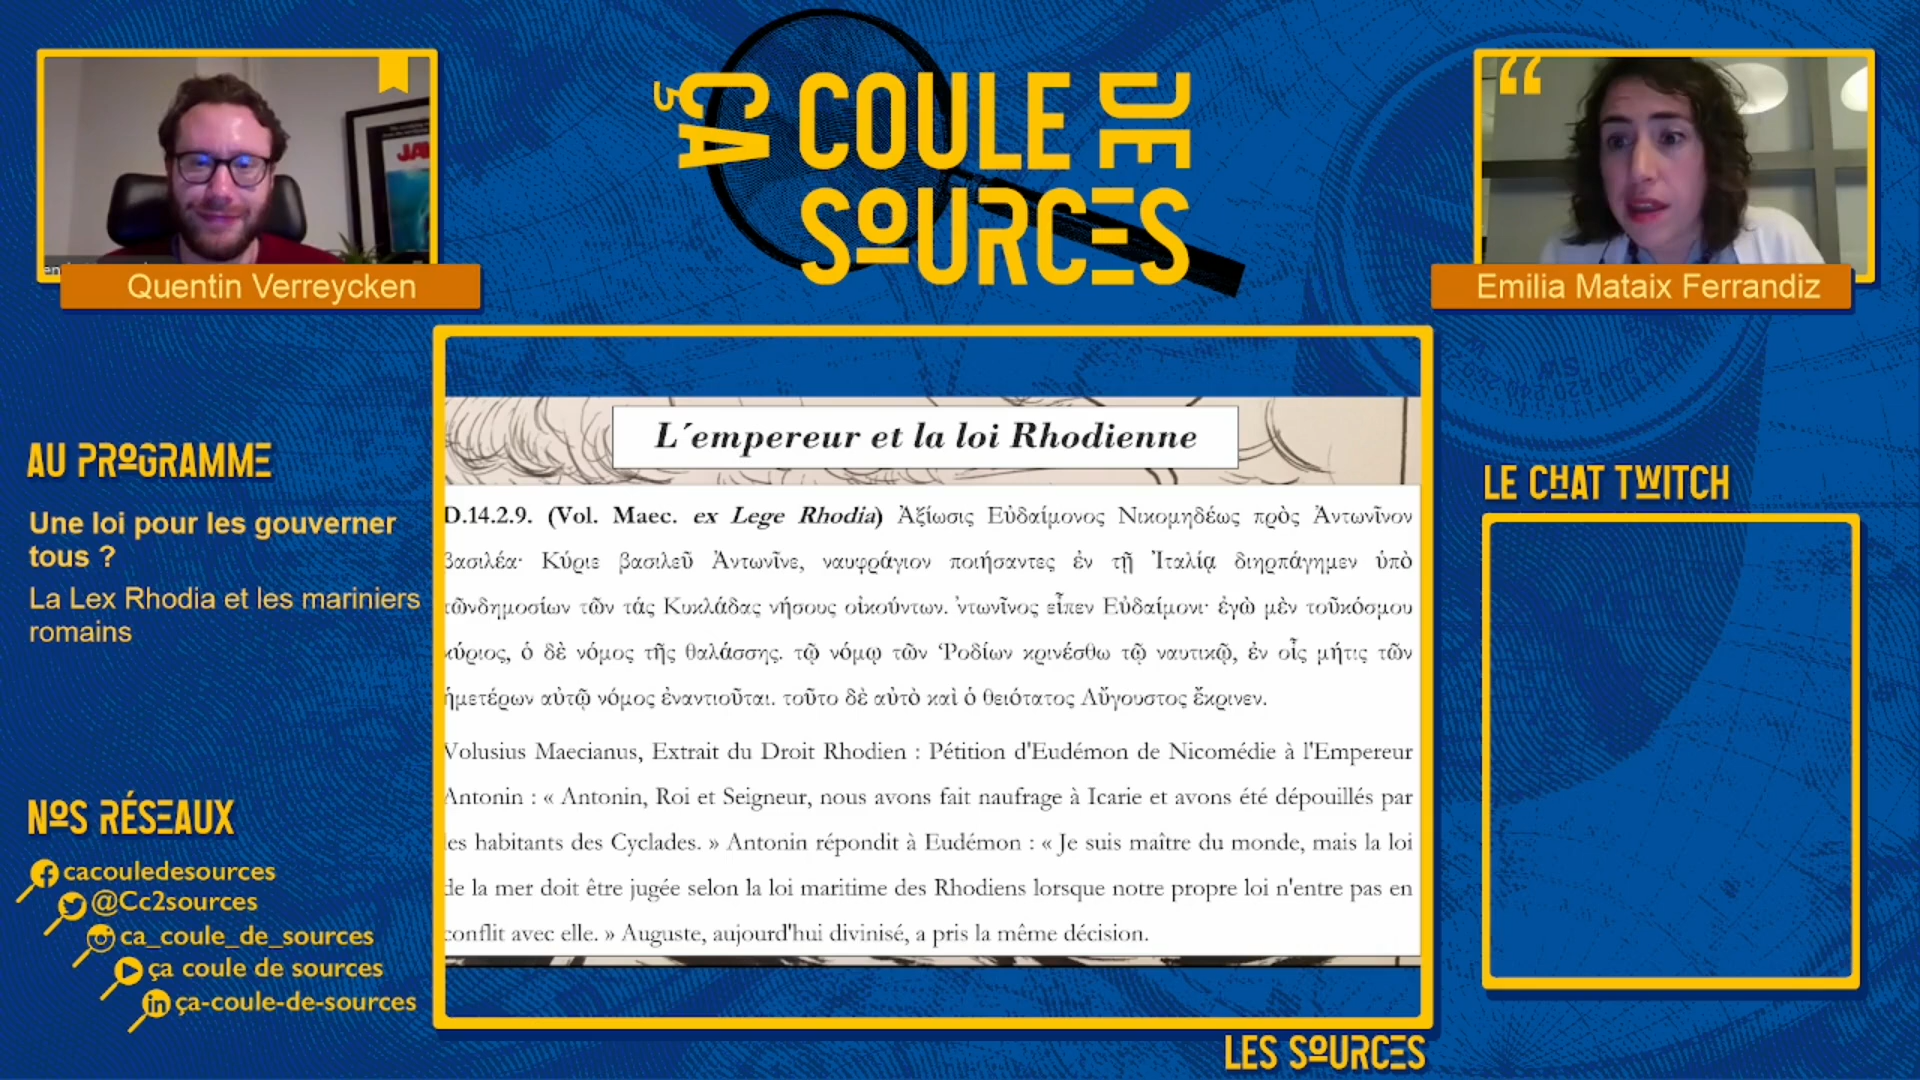 ÇA COULE DE SOURCES
Quentin Verreycken
Emilia Mataix Ferrandiz
AU PROGRAMME
Une loi pour les gouverner
tous ?
La Lex Rhodia et les mariniers
romains
NOS RÉSEAUX
cacouledesources
@Cc2sources
ca_coule_de_sources
ça coule de sources
ça-coule-de-sources
L´empereur et la loi Rhodienne
D.14.2.9. (Vol. Maec. ex Lege Rhodia) Ἀξίωσις Εὐδαίμονος Νικομηδέως πρὸς Ἀντωνῖνον
βασιλέα· Κύριε βασιλεῦ Ἀντωνῖνε, ναυφράγιον ποιήσαντες ἐν τῇ Ἰταλίᾳ διηρπάγημεν ὑπὸ
τῶνδημοσίων τῶν τάς Κυκλάδας νήσους οἰκούντων. ᾿ντωνῖνος εἶπεν Εὐδαίμονι· ἐγὼ μὲν τοῦκόσμου
κύριος, ὁ δὲ νόμος τῆς θαλάσσης. τῷ νόμῳ τῶν Ῥοδίων κρινέσθω τῷ ναυτικῷ, ἐν οἷς μήτις τῶν
ἡμετέρων αὐτῷ νόμος ἐναντιοῦται. τοῦτο δὲ αὐτὸ καὶ ὁ θειότατος Αὔγουστος ἔκρινεν.
Volusius Maecianus, Extrait du Droit Rhodien : Pétition d'Eudémon de Nicomédie à l'Empereur
Antonin : « Antonin, Roi et Seigneur, nous avons fait naufrage à Icarie et avons été dépouillés par
les habitants des Cyclades. » Antonin répondit à Eudémon : « Je suis maître du monde, mais la loi
de la mer doit être jugée selon la loi maritime des Rhodiens lorsque notre propre loi n'entre pas en
conflit avec elle. » Auguste, aujourd'hui divinisé, a pris la même décision.
LES SOURCES
LE CHAT TWITCH